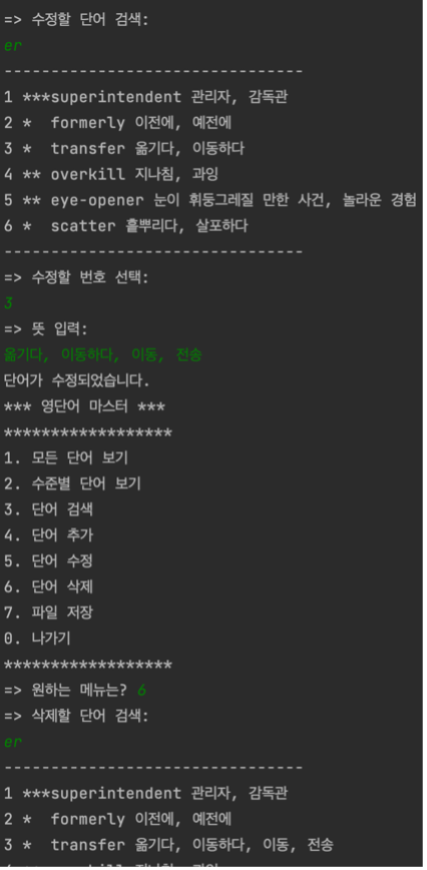 => 수정할 단어 검색:
er
--------------------------------
1 ***superintendent 관리자, 감독관
2 *  formerly 이전에, 예전에
3 *  transfer 옮기다, 이동하다
4 ** overkill 지나침, 과잉
5 ** eye-opener 눈이 휘둥그레질 만한 사건, 놀라운 경험
6 *  scatter 흩뿌리다, 살포하다
--------------------------------
=> 수정할 번호 선택:
3
=> 뜻 입력:
옮기다, 이동하다, 이동, 전송
단어가 수정되었습니다.
*** 영단어 마스터 ***
******************
1. 모든 단어 보기
2. 수준별 단어 보기
3. 단어 검색
4. 단어 추가
5. 단어 수정
6. 단어 삭제
7. 파일 저장
0. 나가기
******************
=> 원하는 메뉴는? 6
=> 삭제할 단어 검색:
er
--------------------------------
1 ***superintendent 관리자, 감독관
2 *  formerly 이전에, 예전에
3 *  transfer 옮기다, 이동하다, 이동, 전송